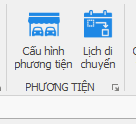 Cấu hình
phương tiện
Lịch di
chuyển
PHƯƠNG TIỆN